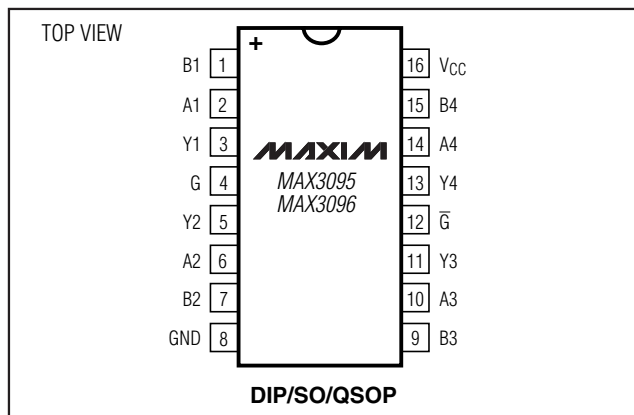 TOP VIEW
+
B1 1
A1 2
Y1 3
G 4
Y2 5
A2 6
B2 7
GND 8
MAXIM
MAX3095
MAX3096
16 VCC
15 B4
14 A4
13 Y4
12 G̅
11 Y3
10 A3
9 B3
DIP/SO/QSOP